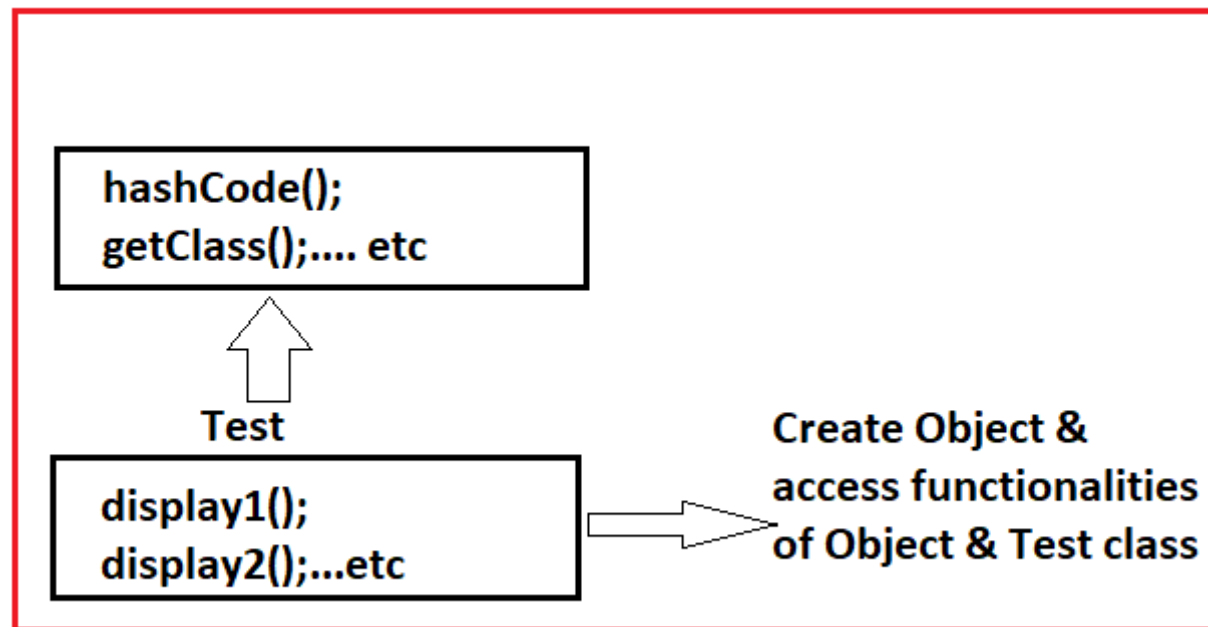 hashCode();
getClass();.... etc
Test
display1();
display2();...etc
Create Object &
access functionalities
of Object & Test class